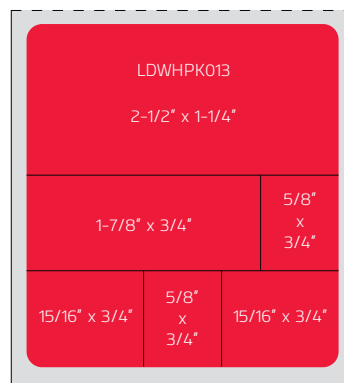 LDWHPK013
2-1/2" x 1-1/4"
1-7/8" x 3/4"
5/8"
x
3/4"
15/16" x 3/4"
5/8"
x
3/4"
15/16" x 3/4"